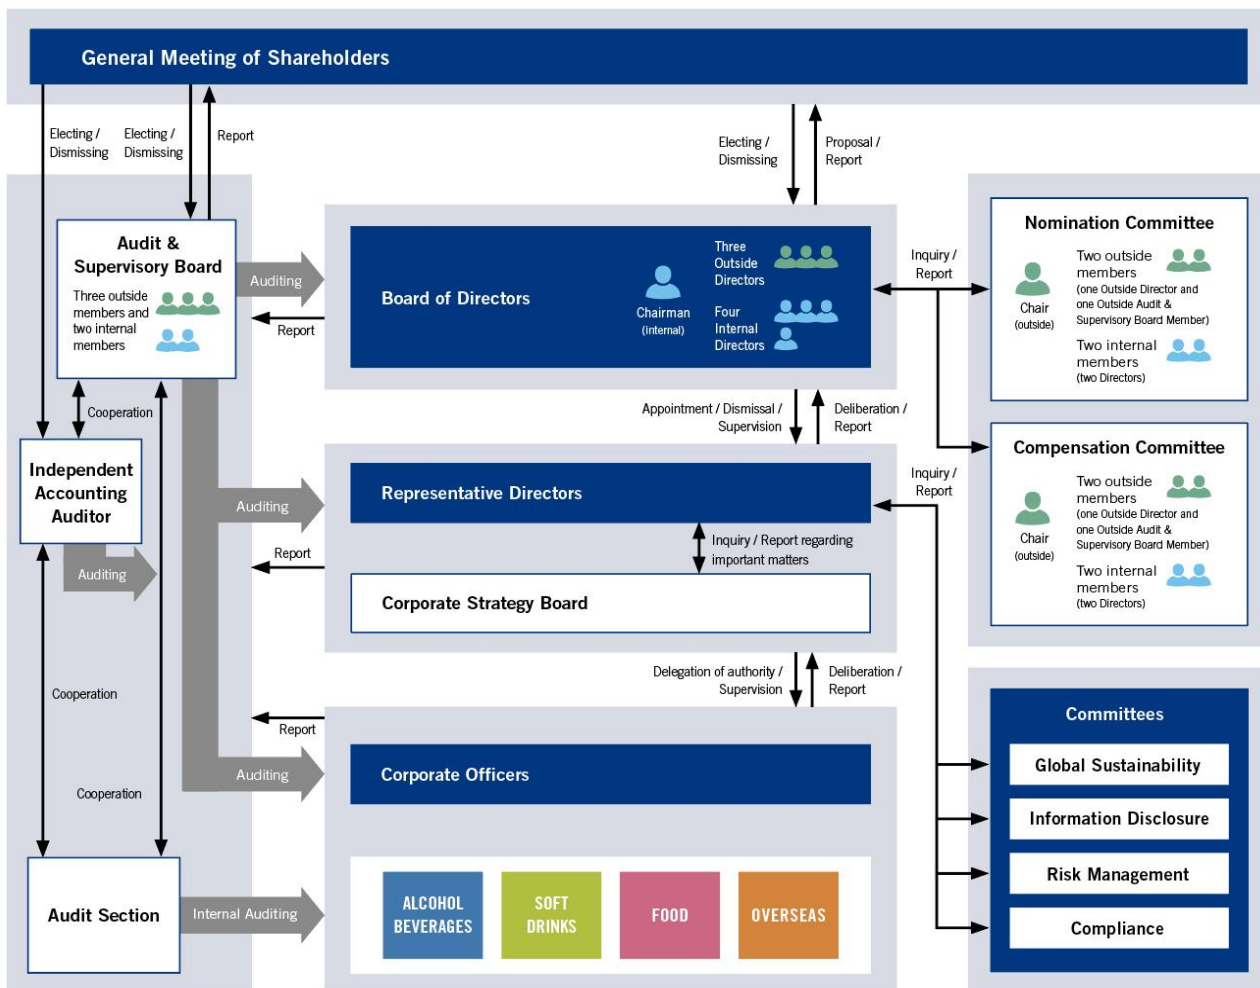 General Meeting of Shareholders
Electing /
Dismissing
Electing /
Dismissing
Report
Electing /
Dismissing
Proposal /
Report
Audit &
Supervisory Board
Three outside
members and
two internal
members
Auditing
Report
Board of Directors
Chairman
(internal)
Three
Outside
Directors
Four
Internal
Directors
Inquiry /
Report
Nomination Committee
Chair
(outside)
Two outside
members
(one Outside Director and
one Outside Audit &
Supervisory Board Member)
Two internal
members
(two Directors)
Cooperation
Appointment / Dismissal /
Supervision
Deliberation /
Report
Compensation Committee
Chair
(outside)
Two outside
members
(one Outside Director and
one Outside Audit &
Supervisory Board Member)
Two internal
members
(two Directors)
Independent
Accounting
Auditor
Auditing
Auditing
Report
Representative Directors
Inquiry /
Report
Inquiry / Report regarding
important matters
Corporate Strategy Board
Cooperation
Delegation of authority /
Supervision
Deliberation /
Report
Report
Cooperation
Auditing
Corporate Officers
Committees
Global Sustainability
Information Disclosure
Risk Management
Compliance
Audit Section
Internal Auditing
ALCOHOL
BEVERAGES
SOFT
DRINKS
FOOD
OVERSEAS